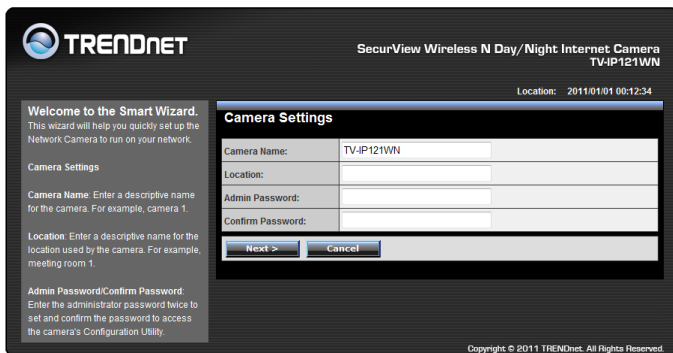 TRENDNET
SecurView Wireless N Day/Night Internet Camera
TV-IP121WN
Location: 2011/01/01 00:12:34
Welcome to the Smart Wizard.
This wizard will help you quickly set up the
Network Camera to run on your network.
Camera Settings
Camera Name: Enter a descriptive name
for the camera. For example, camera 1.
Location: Enter a descriptive name for the
location used by the camera. For example,
meeting room 1.
Admin Password/Confirm Password:
Enter the administrator password twice to
set and confirm the password to access
the camera's Configuration Utility.
Camera Settings
Camera Name: TV-IP121WN
Location:
Admin Password:
Confirm Password:
Next > Cancel
Copyright © 2011 TRENDnet. All Rights Reserved.